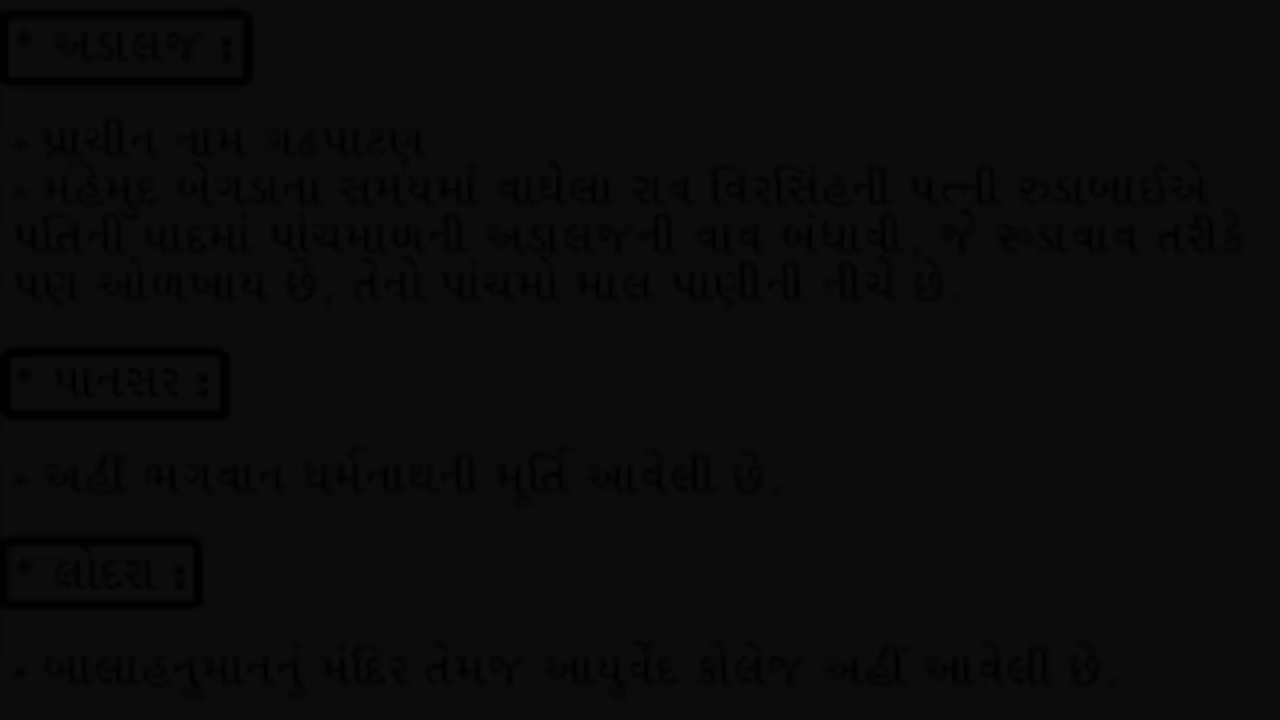 * અડાલજ :
- પ્રાચીન નામ ગઢપાટણ
- મહેમુદ બેગડાના સમયમાં વાઘેલા રાવ વિરસિંહની પત્ની રુડાબાઈએ
પતિની યાદમાં પાંચમાળની અડાલજની વાવ બંધાવી, જે રૂડાવાવ તરીકે
પણ ઓળખાય છે, તેનો પાંચમો માલ પાણીની નીચે છે.
* પાનસર :
- અહીં ભગવાન ધર્મનાથની મૂર્તિ આવેલી છે.
* લોદરા :
- બાલાહનુમાનનું મંદિર તેમજ આયુર્વેદ કોલેજ અહીં આવેલી છે.